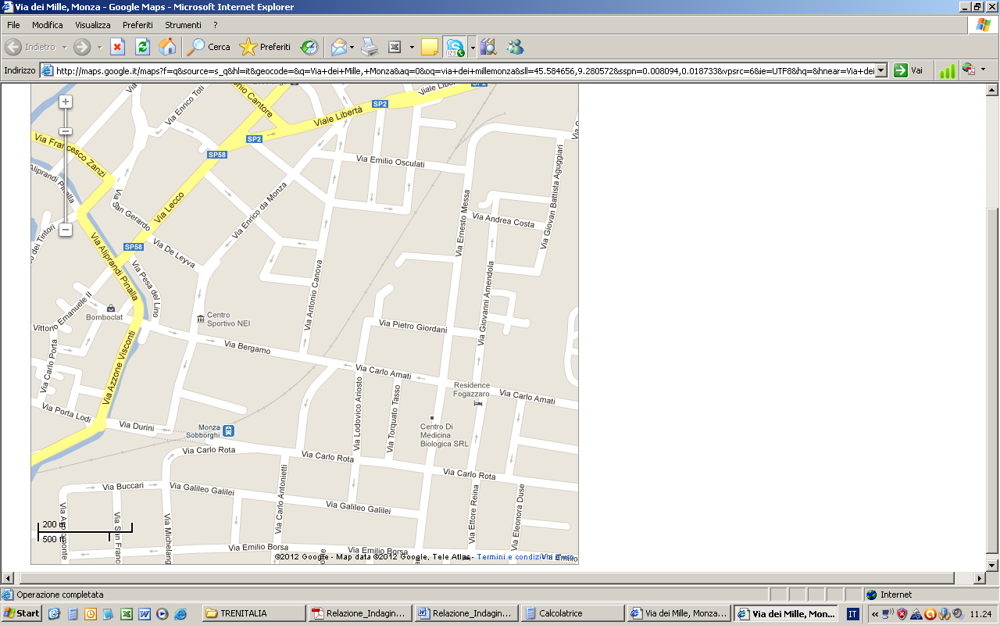 Via dei Mille, Monza - Google Maps - Microsoft Internet Explorer
File Modifica Visualizza Preferiti Strumenti ?
Indietro Cerca Preferiti
Indirizzo http://maps.google.it/maps?f=q&source=s_q&hl=it&geocode=&q=Via+dei+Mille,+Monza&aq=0&oq=via+dei+millemonza&sll=45.584656,9.280572&sspn=0.008094,0.018733&vpsrc=6&ie=UTF8&hq=&hnear=Via+dei Vai
Viale Libertà
SP2
Via Enrico Toti
Cantore
Viale Libertà
SP2
SP2
SP58
Via Francesco Zanzi
Aliprandi Pinalla
Via San Gerardo
Via Lecco
Via Enrico da Monza
Via Emilio Osculati
Via Ernesto Messa
Via Andrea Costa
Via Giovan Battista Aguggiari
dei Tintori
Via Aliprandi Pinalla
SP58
Via De Leyva
Via Pesa del Lino
Via Antonio Canova
Via Giovanni Amendola
Vittorio Emanuele II
Bomboclat
Centro
Sportivo NEI
Via Pietro Giordani
Via Bergamo
Via Carlo Porta
Via Azzone Visconti
Via Carlo Amati
Residence
Fogazzaro
Via Carlo Amati
Via Lodovico Ariosto
Via Torquato Tasso
Via Porta Lodi
Via Durini
Monza
Sobborghi
Centro Di
Medicina
Biologica SRL
Via Carlo Rota
Via Carlo Rota
Via Carlo Rota
Via Buccari
Via Galileo Galilei
Via Carlo Antonietti
Via Galileo Galilei
Via Ettore Reina
Via Eleonora Duse
Via San Franc
Via Michelang
200 m
500 ft
Via Emilio Borsa
Via Emilio Borsa
©2012 Google - Map data ©2012 Google, Tele Atlas - Termini e condizioni d'uso
Operazione completata Internet
Start TRENITALIA Relazione_Indagin... Relazione_Indagin... Calcolatrice Via dei Mille, Monza... Via dei Mille, Mon... IT « 11.24